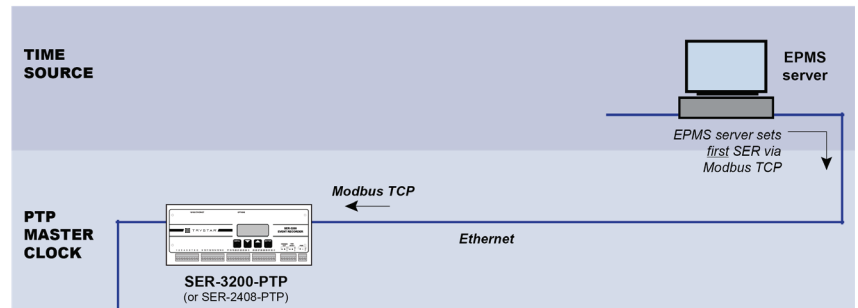 TIME
SOURCE
EPMS
server
EPMS server sets
first SER via
Modbus TCP
Modbus TCP
PTP
MASTER
CLOCK
TRYSTAR
Ethernet
SER-3200-PTP
(or SER-2408-PTP)